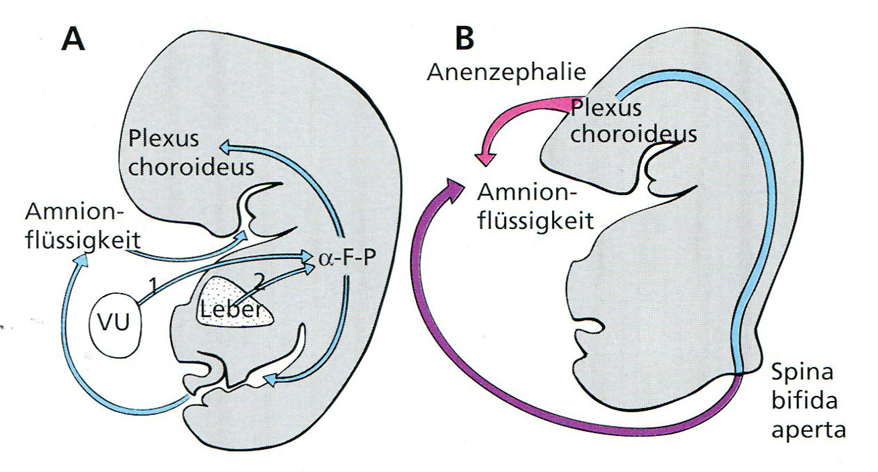 A
Plexus
choroideus
Amnion-
flüssigkeit
α-F-P
1
2
Leber
VU
B
Anenzephalie
Plexus
choroideus
Amnion-
flüssigkeit
Spina
bifida
aperta